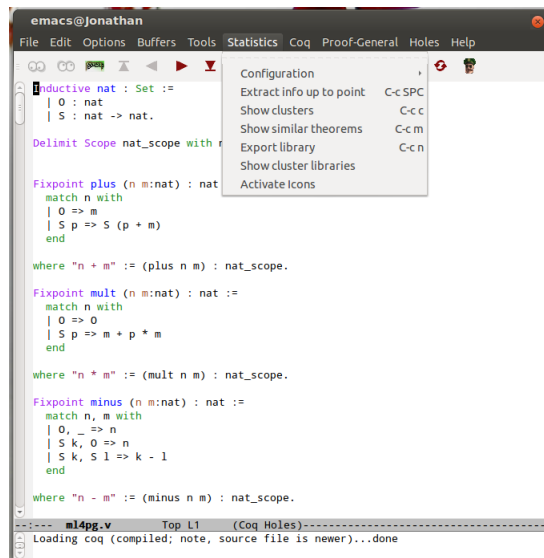 emacs@Jonathan
File Edit Options Buffers Tools Statistics Coq Proof-General Holes Help
Configuration
Extract info up to point C-c SPC
Show clusters C-c c
Show similar theorems C-c m
Export library C-c n
Show cluster libraries
Activate Icons
Inductive nat : Set :=
| O : nat
| S : nat -> nat.
Delimit Scope nat_scope with
Fixpoint plus (n m:nat) : nat
match n with
| O => m
| S p => S (p + m)
end
where "n + m" := (plus n m) : nat_scope.
Fixpoint mult (n m:nat) : nat :=
match n with
| O => O
| S p => m + p * m
end
where "n * m" := (mult n m) : nat_scope.
Fixpoint minus (n m:nat) : nat :=
match n, m with
| O, _ => n
| S k, O => n
| S k, S l => k - l
end
where "n - m" := (minus n m) : nat_scope.
--:--- ml4pg.v Top L1 (Coq Holes)------------------------------------
Loading coq (compiled; note, source file is newer)...done